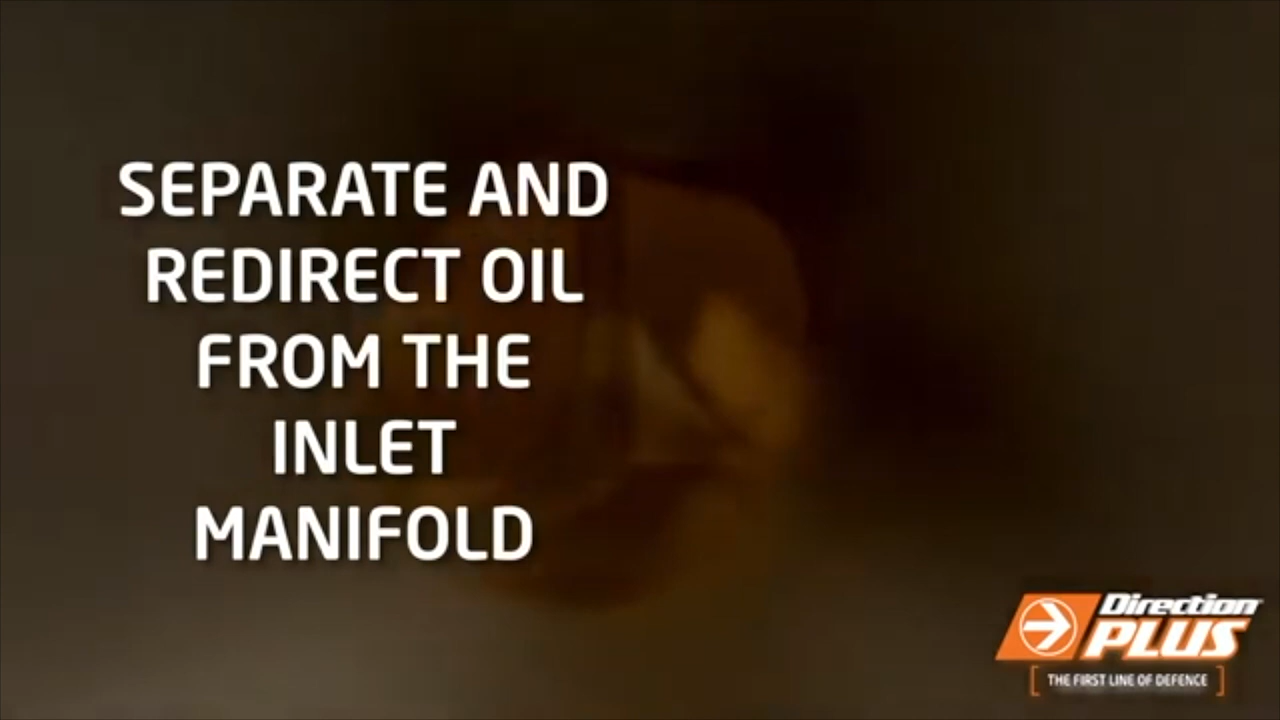 SEPARATE AND
REDIRECT OIL
FROM THE
INLET
MANIFOLD
Direction
PLUS
THE FIRST LINE OF DEFENCE